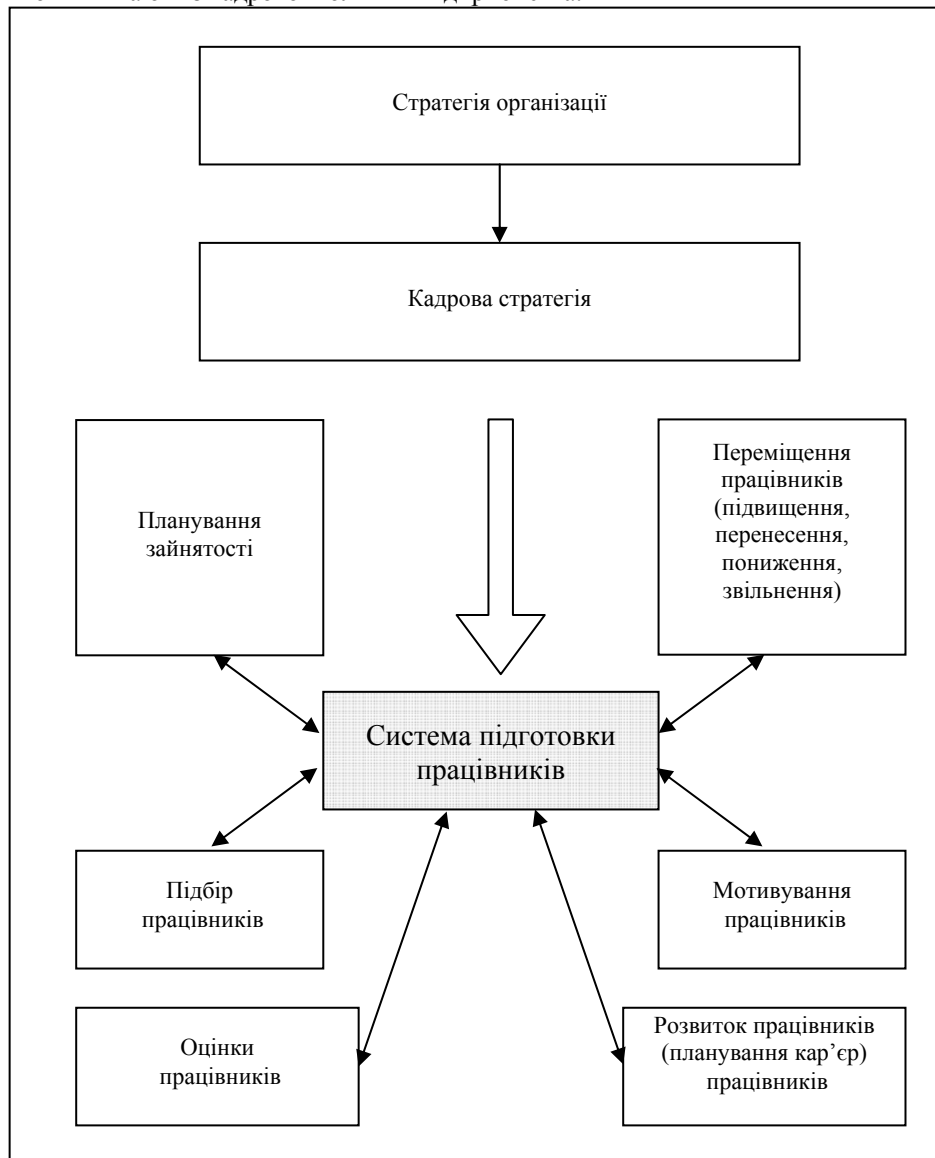 Стратегія організації
Кадрова стратегія
Планування
зайнятості
Переміщення
працівників
(підвищення,
перенесення,
пониження,
звільнення)
Система підготовки
працівників
Підбір
працівників
Мотивування
працівників
Оцінки
працівників
Розвиток працівників
(планування кар’єр)
працівників